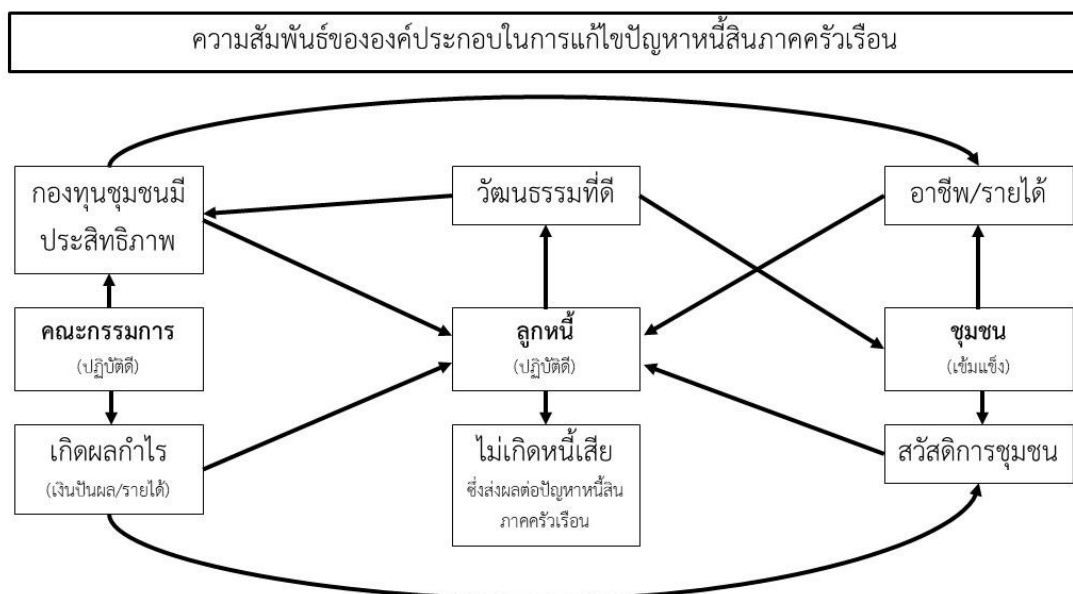 ความสัมพันธ์ขององค์ประกอบในการแก้ไขปัญหาหนี้สินภาคครัวเรือน
กองทุนชุมชนมี
ประสิทธิภาพ
วัฒนธรรมที่ดี
อาชีพ/รายได้
คณะกรรมการ
(ปฏิบัติดี)
ลูกหนี้
(ปฏิบัติดี)
ชุมชน
(เข้มแข็ง)
เกิดผลกำไร
(เงินปันผล/รายได้)
ไม่เกิดหนี้เสีย
ซึ่งส่งผลต่อปัญหาหนี้สิน
ภาคครัวเรือน
สวัสดิการชุมชน